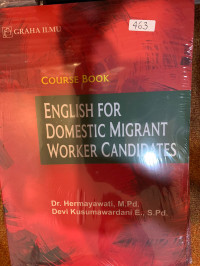 GRAHA ILMU
463
COURSE BOOK
ENGLISH FOR
DOMESTIC MIGRANT
WORKER CANDIDATES
Dr. Hermayawati, M.Pd.
Devi Kusumawardani E., S.Pd.